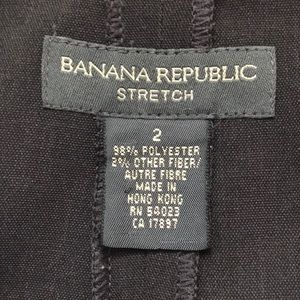 BANANA REPUBLIC
STRETCH
2
98% POLYESTER
2% OTHER FIBER/
AUTRE FIBRE
MADE IN
HONG KONG
RN 54023
CA 17897